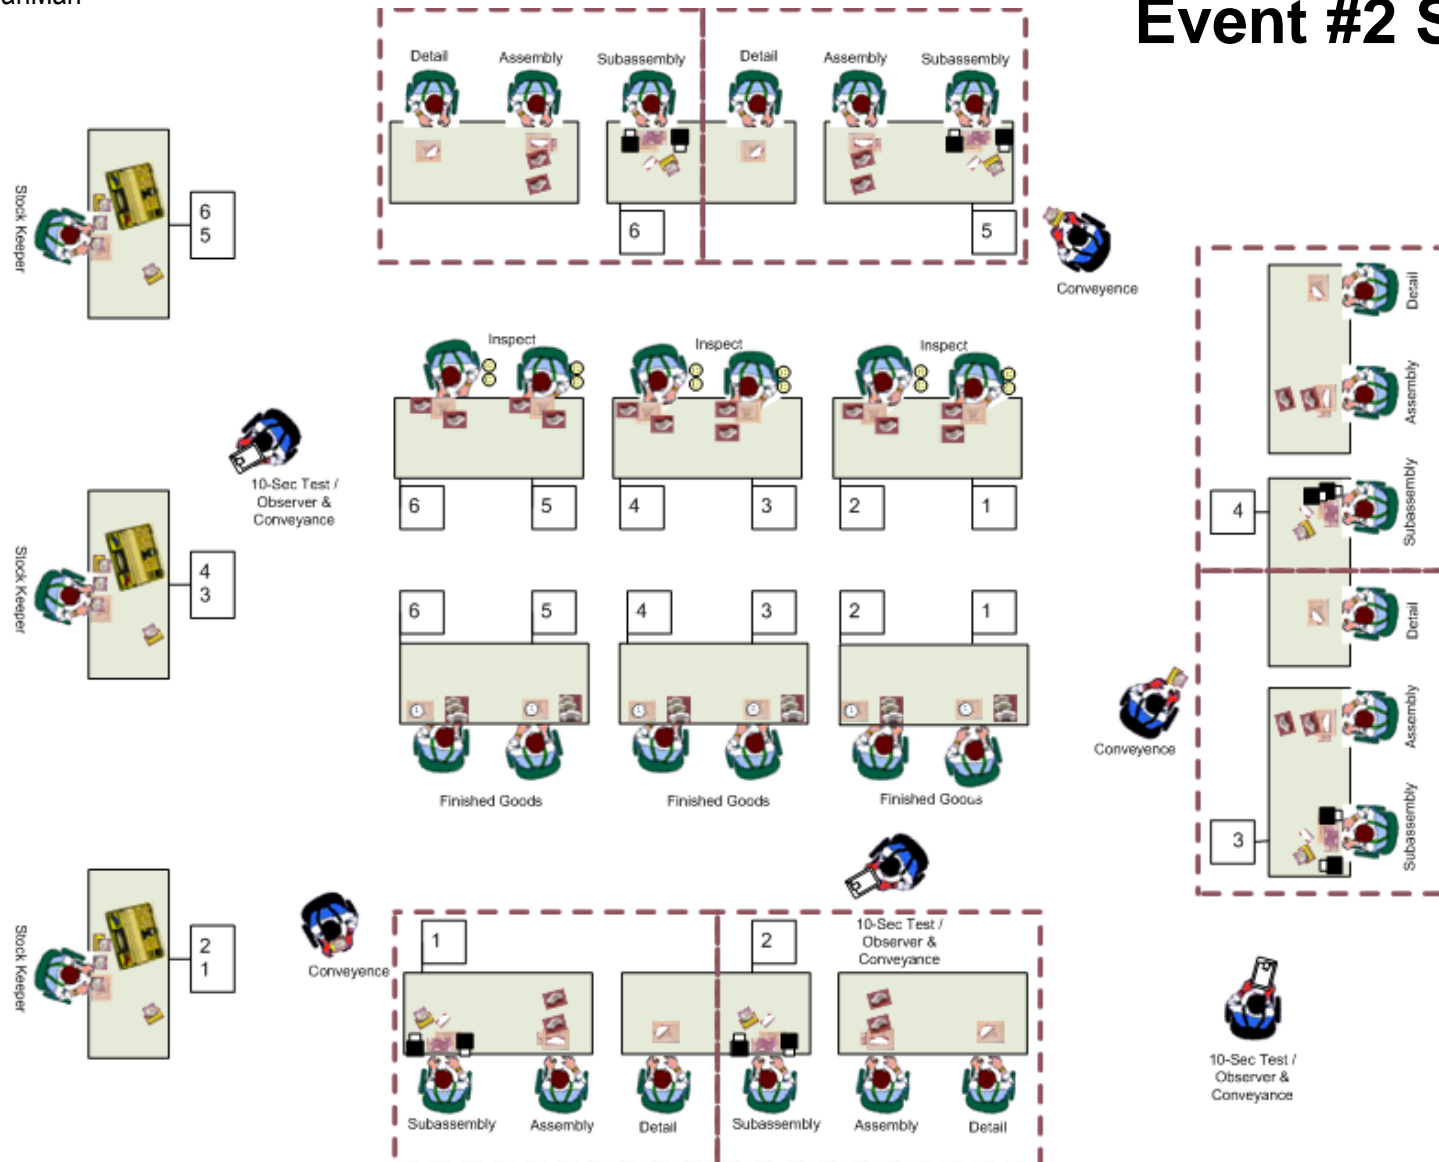 Event #2 S
Detail
Assembly
Subassembly
Detail
Assembly
Subassembly
Stock Keeper
6
5
6
5
Conveyence
Detail
Assembly
Subassembly
4
Inspect
Inspect
Inspect
10-Sec Test /
Observer &
Conveyance
6
5
4
3
2
1
Stock Keeper
4
3
6
5
4
3
2
1
Detail
Assembly
Subassembly
3
Conveyence
Finished Goods
Finished Goods
Finished Goods
Stock Keeper
2
1
Conveyence
1
2
10-Sec Test /
Observer &
Conveyance
Subassembly
Assembly
Detail
Subassembly
Assembly
Detail
10-Sec Test /
Observer &
Conveyance